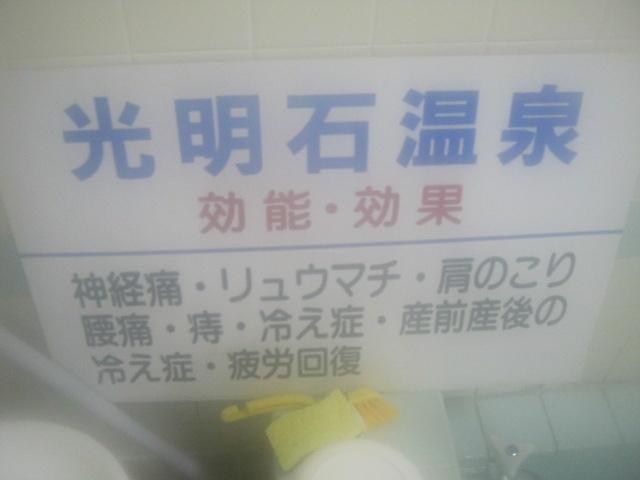 光明石温泉
効能・効果
神経痛・リュウマチ・肩のこり
腰痛・痔・冷え症・産前産後の
冷え症・疲労回復